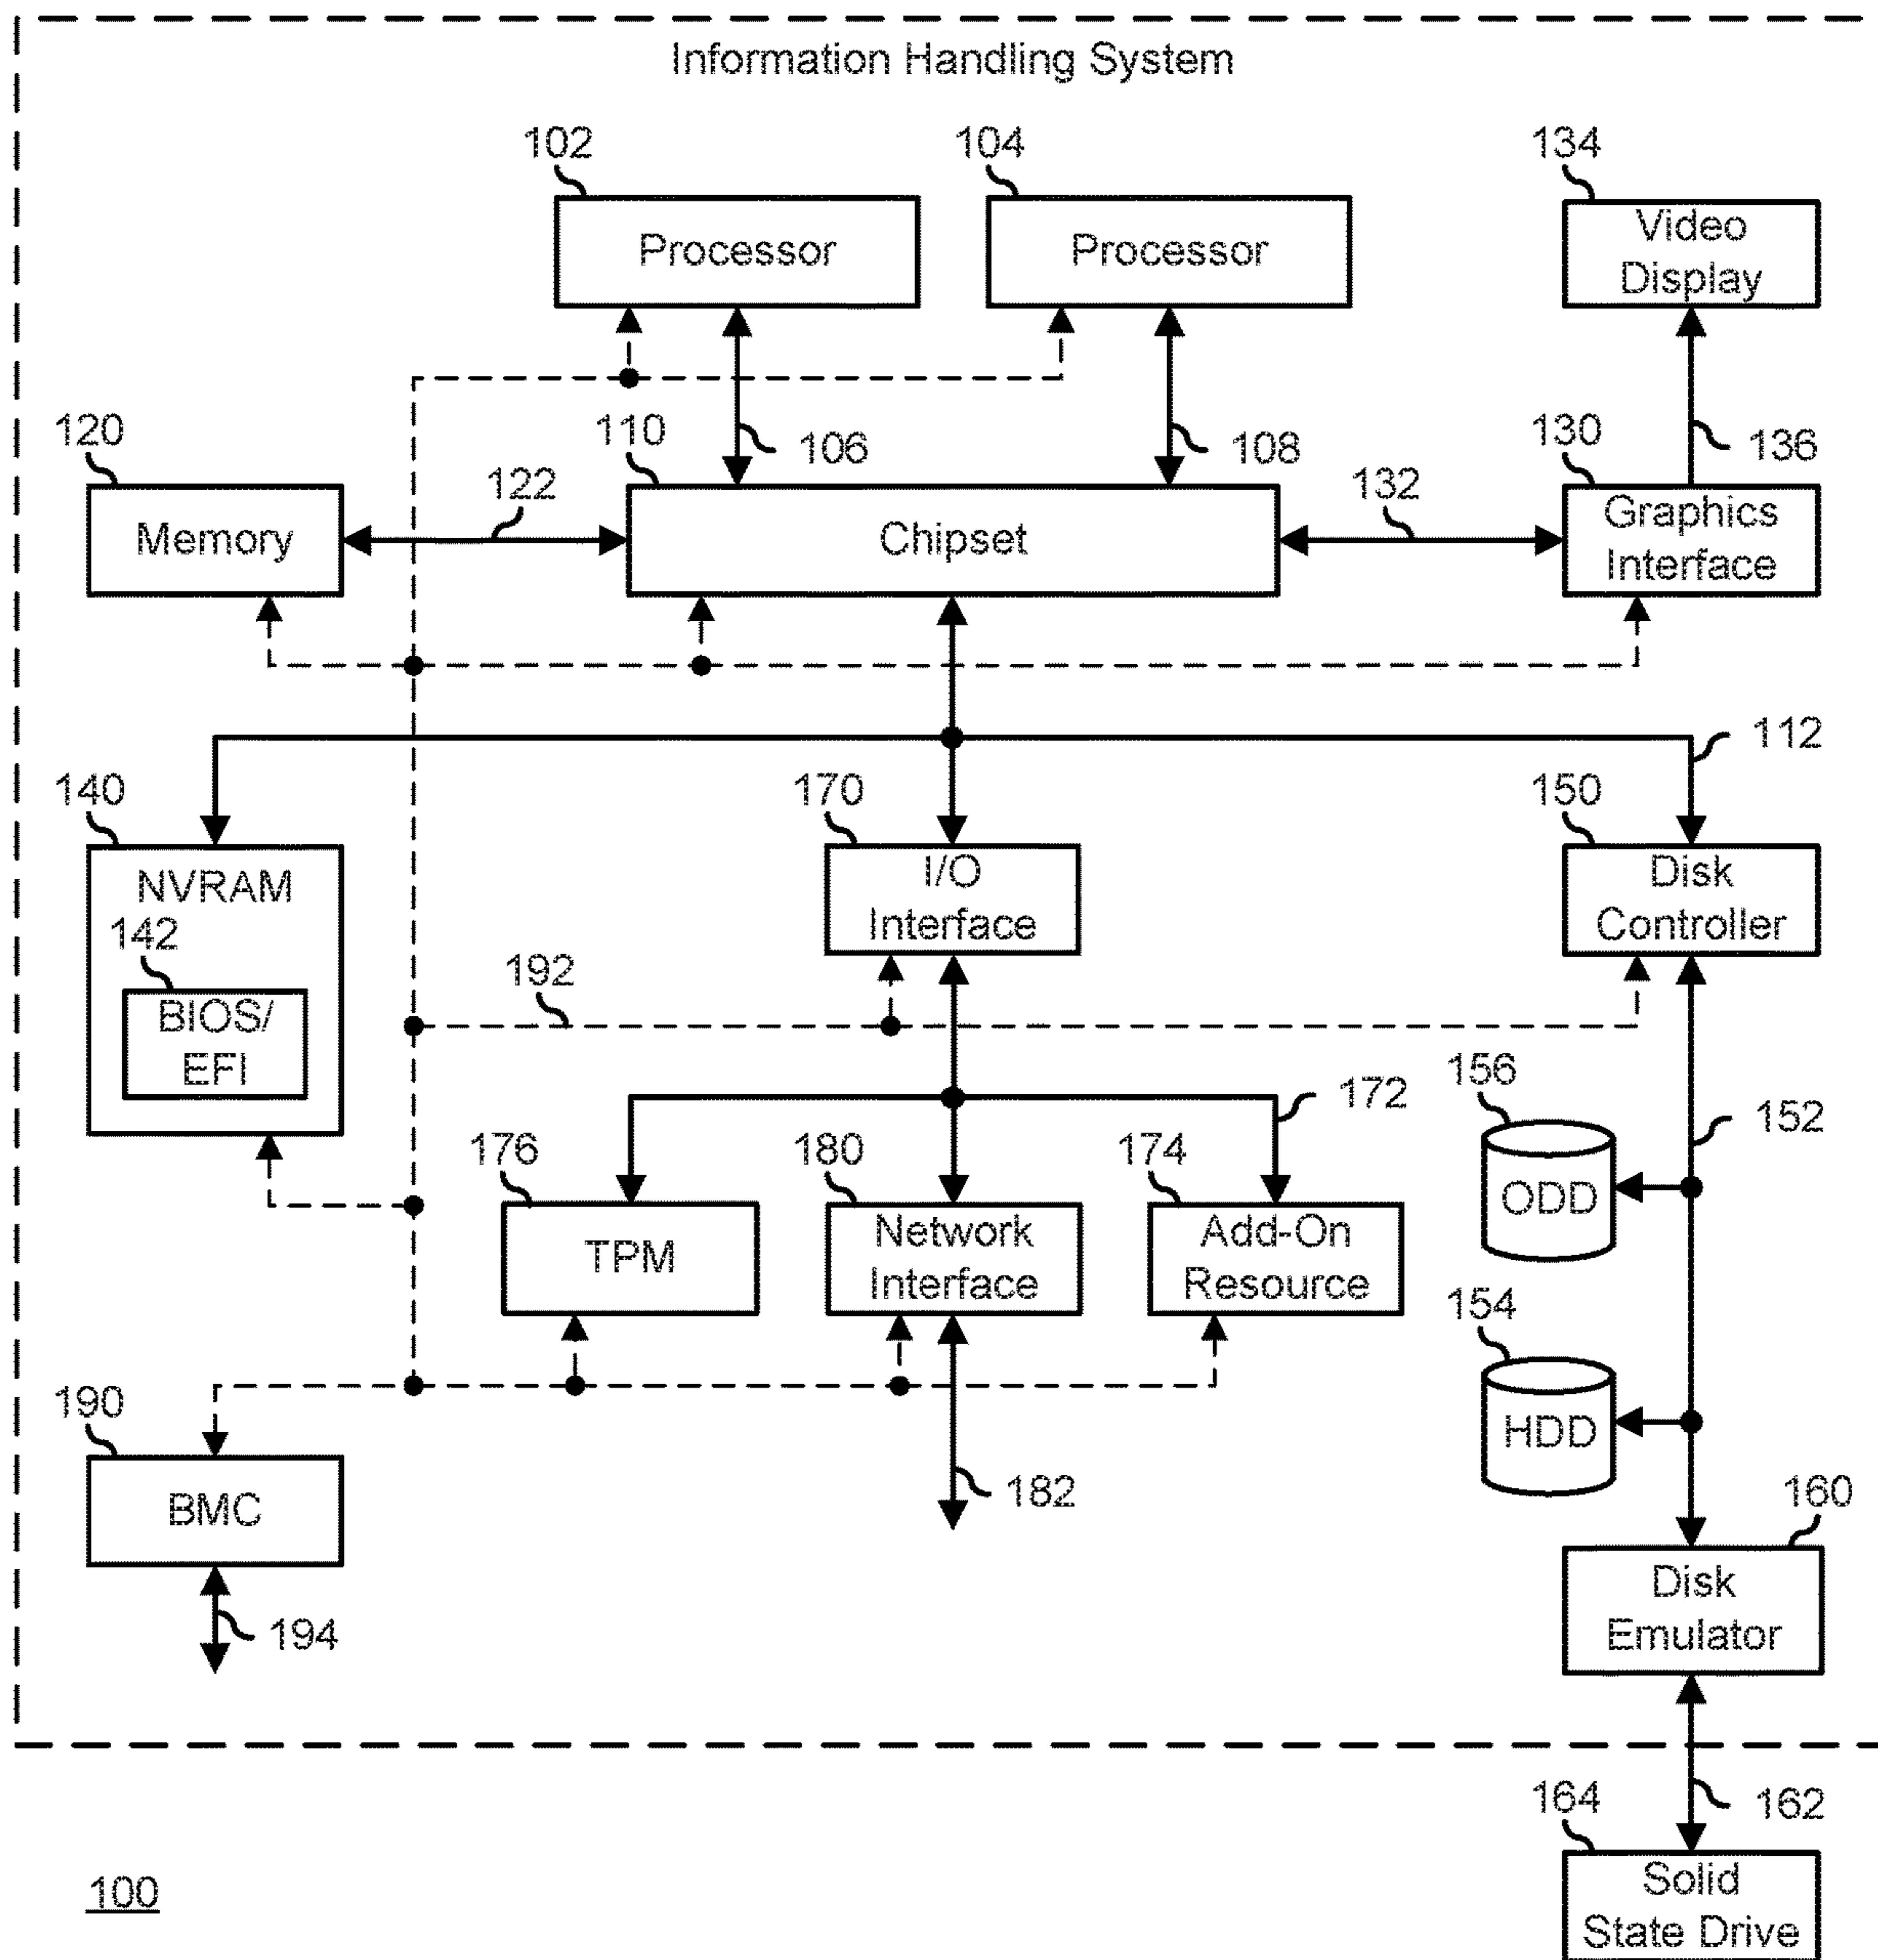 Information Handling System
102
104
134
Processor
Processor
Video
Display
120
110
106
108
130
136
122
132
Memory
Chipset
Graphics
Interface
112
140
170
150
NVRAM
I/O
Interface
Disk
Controller
142
BIOS/
EFI
192
156
172
152
176
180
174
ODD
TPM
Network
Interface
Add-On
Resource
154
HDD
190
182
160
BMC
Disk
Emulator
194
164
162
100
Solid
State Drive